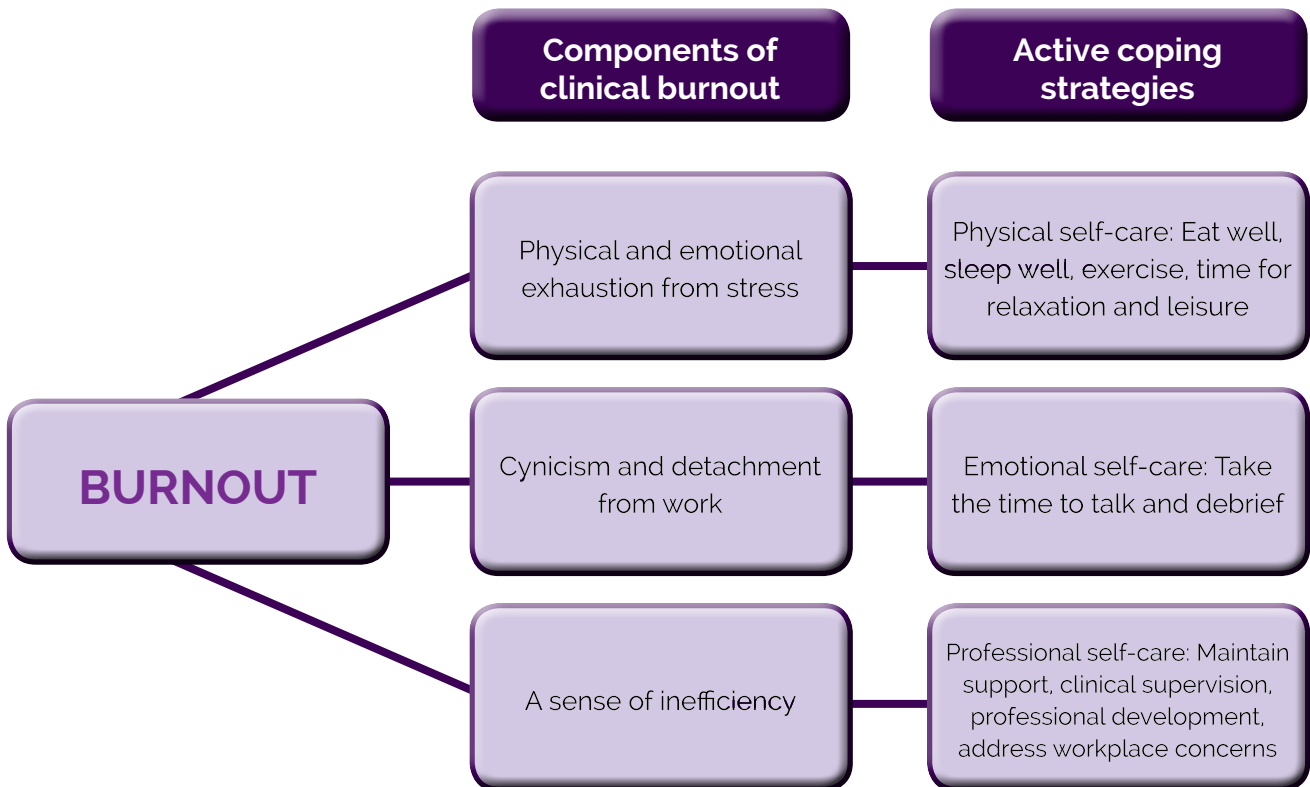 Components of
clinical burnout
Active coping
strategies
Physical and emotional
exhaustion from stress
Physical self-care: Eat well,
sleep well, exercise, time for
relaxation and leisure
BURNOUT
Cynicism and detachment
from work
Emotional self-care: Take
the time to talk and debrief
A sense of inefficiency
Professional self-care: Maintain
support, clinical supervision,
professional development,
address workplace concerns